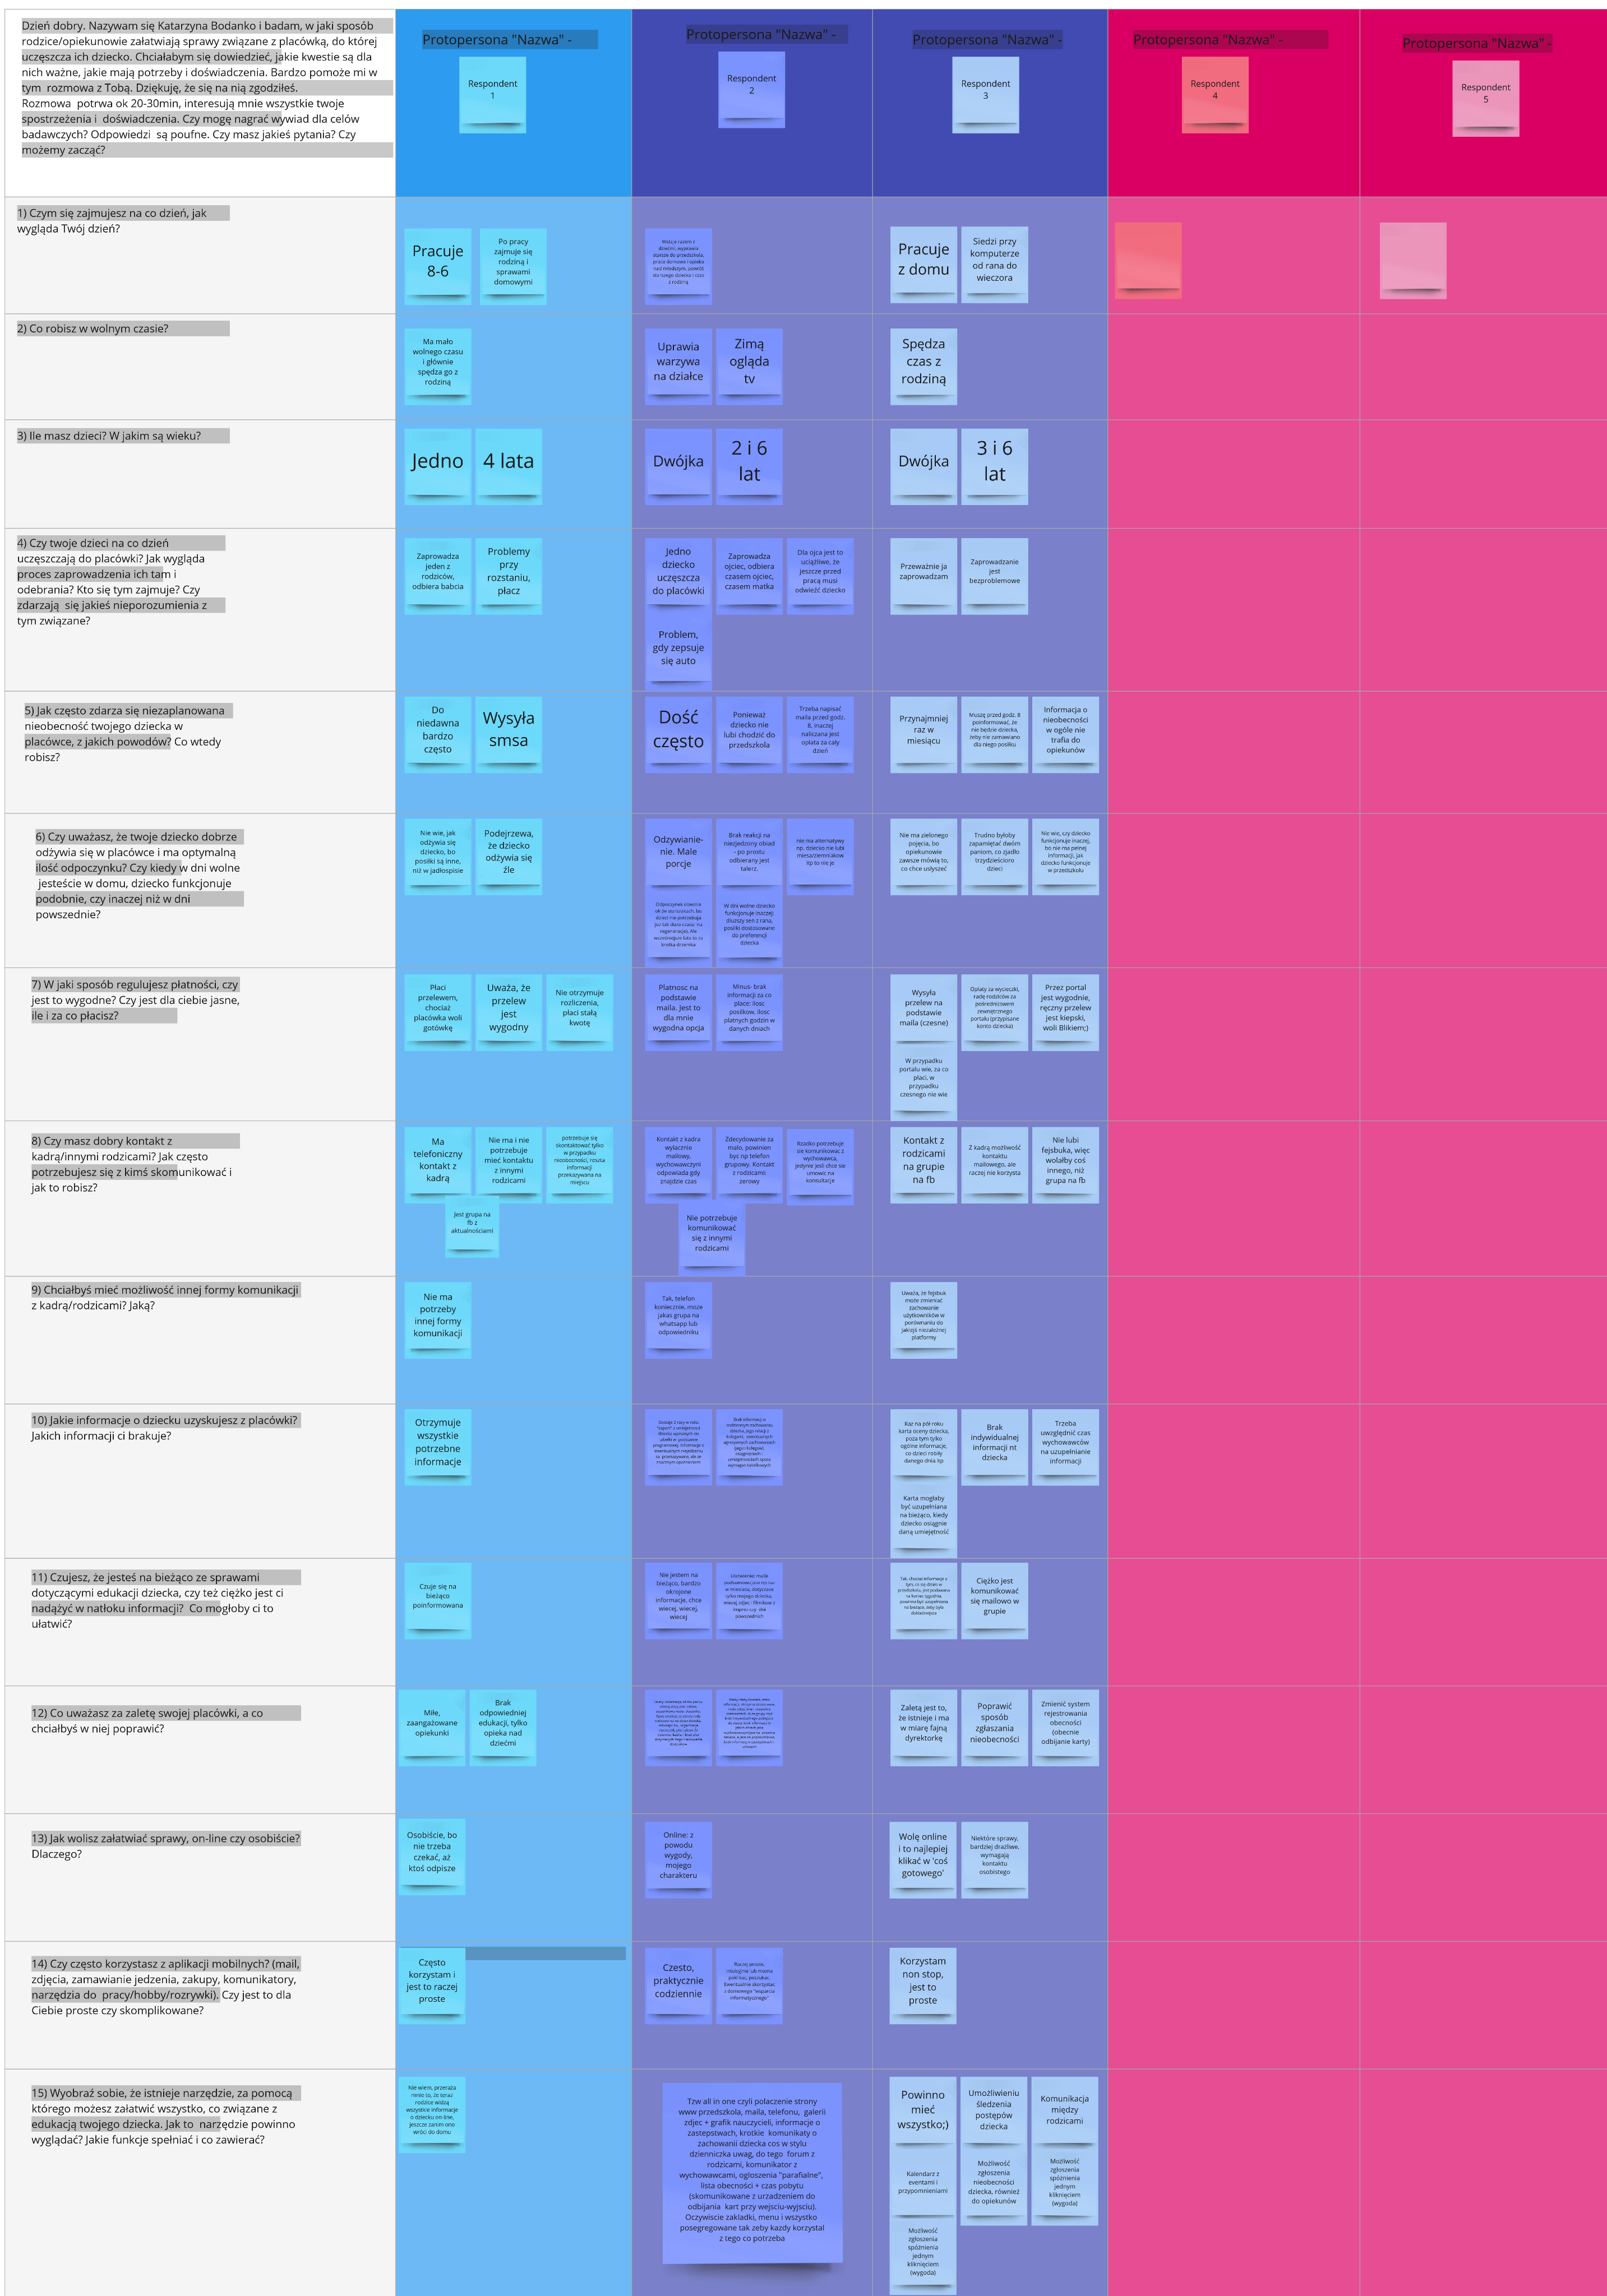 Dzień dobry. Nazywam się Katarzyna Bodanko i badam, w jaki sposób
rodzice/opiekunowie załatwiają sprawy związane z placówką, do której
uczęszcza ich dziecko. Chciałabym się dowiedzieć, jakie kwestie są dla
nich ważne, jakie mają potrzeby i doświadczenia. Bardzo pomoże mi w
tym rozmowa z Tobą. Dziękuję, że się na nią zgodziłeś.
Rozmowa potrwa ok 20-30min, interesują mnie wszystkie twoje
spostrzeżenia i doświadczenia. Czy mogę nagrać wywiad dla celów
badawczych? Odpowiedzi są poufne. Czy masz jakieś pytania? Czy
możemy zacząć?
Protopersona "Nazwa" -
Respondent
1
Protopersona "Nazwa" -
Respondent
2
Protopersona "Nazwa" -
Respondent
3
Protopersona "Nazwa" -
Respondent
4
Protopersona "Nazwa" -
Respondent
5
1) Czym się zajmujesz na co dzień, jak
wygląda Twój dzień?
Pracuje
8-6
Po pracy
zajmuje się
rodziną i
sprawami
domowymi
Pracuje
z domu
Siedzi przy
komputerze
od rana do
wieczora
2) Co robisz w wolnym czasie?
Ma mało
wolnego czasu
i głównie
spędza go z
rodziną
Uprawia
warzywa
na działce
Zimą
ogląda
tv
Spędza
czas z
rodziną
3) Ile masz dzieci? W jakim są wieku?
Jedno
4 lata
Dwójka
2 i 6
lat
Dwójka
3 i 6
lat
4) Czy twoje dzieci na co dzień
uczęszczają do placówki? Jak wygląda
proces zaprowadzenia ich tam i
odebrania? Kto się tym zajmuje? Czy
zdarzają się jakieś nieporozumienia z
tym związane?
Zaprowadza
jeden z
rodziców,
odbiera babcia
Problemy
przy
rozstaniu,
płacz
Jedno
dziecko
uczęszcza
do placówki
Zaprowadza
ojciec, odbiera
czasem ojciec,
czasem matka
Dla ojca jest to
uciążliwe, że
jeszcze przed
pracą musi
odwieźć dziecko
Problem,
gdy zepsuje
się auto
Przeważnie ja
zaprowadzam
Zaprowadzanie
jest
bezproblemowe
5) Jak często zdarza się niezaplanowana
nieobecność twojego dziecka w
placówce, z jakich powodów? Co wtedy
robisz?
Do
niedawna
bardzo
często
Wysyła
smsa
Dość
często
Ponieważ
dziecko nie
lubi chodzić do
przedszkola
Trzeba napisać
maila przed godz.
8, inaczej
naliczana jest
opłata za cały
dzień
Przynajmniej
raz w
miesiącu
Muszę przed godz. 8
poinformować, że
nie będzie dziecka,
żeby nie zamawiano
dla niego posiłku
Informacja o
nieobecności
w ogóle nie
trafia do
opiekunów
6) Czy uważasz, że twoje dziecko dobrze
odżywia się w placówce i ma optymalną
ilość odpoczynku? Czy kiedy w dni wolne
jesteście w domu, dziecko funkcjonuje
podobnie, czy inaczej niż w dni
powszednie?
Nie wie, jak
odżywia się
dziecko, bo
posiłki są inne,
niż w jadłospisie
Podejrzewa,
że dziecko
odżywia się
źle
Odzywianie-
nie. Male
porcje
Brak reakcji na
niezjedzony obiad
- po prostu
odbierany jest
talerz.
nie ma alternatywy
np. dziecko nie lubi
miesa/ziemniakow
itp to nie je
W dni wolne dziecko
funkcjonuje inaczej:
dluzszy sen z rana,
posilki dostosowane
do preferencji
dziecka
Nie ma zielonego
pojęcia, bo
opiekunowie
zawsze mówią to,
co chce usłyszeć
Trudno byłoby
zapamiętać dwóm
paniom, co zjadło
trzydzieścioro
dzieci
Nie wie, czy dziecko
funkcjonuje inaczej,
bo nie ma pełnej
informacji, jak
dziecko funkcjonuje
w przedszkolu
7) W jaki sposób regulujesz płatności, czy
jest to wygodne? Czy jest dla ciebie jasne,
ile i za co płacisz?
Płaci
przelewem,
chociaż
placówka woli
gotówkę
Uważa, że
przelew
jest
wygodny
Nie otrzymuje
rozliczenia,
płaci stałą
kwotę
Platnosc na
podstawie
maila. Jest to
dla mnie
wygodna opcja
Minus- brak
informacji za co
place: ilosc
posilkow, ilosc
platnych godzin w
danych dniach
Wysyła
przelew na
podstawie
maila (czesne)
Opłaty za wycieczki,
radę rodziców za
pośrednictwem
zewnętrznego
portalu (przypisane
konto dziecka)
Przez portal
jest wygodnie,
ręczny przelew
jest kiepski,
woli Blikiem;)
W przypadku
portalu wie, za co
płaci, w
przypadku
czesnego nie wie
8) Czy masz dobry kontakt z
kadrą/innymi rodzicami? Jak często
potrzebujesz się z kimś skomunikować i
jak to robisz?
Ma
telefoniczny
kontakt z
kadrą
Nie ma i nie
potrzebuje
mieć kontaktu
z innymi
rodzicami
potrzebuje się
skontaktować tylko
w przypadku
nieobecności, reszta
informacji
przekazywana na
miejscu
Jest grupa na
fb z
aktualnościami
Kontakt z kadra
wylacznie
mailowy,
wychowawczyni
odpowiada gdy
znajdzie czas
Zdecydowanie za
malo, powinien
byc np telefon
grupowy. Kontakt
z rodzicami
zerowy
Rzadko potrzebuje
sie komunikowac z
wychowawca,
jedynie jesli chce sie
umowic na
konsultacje
Nie potrzebuje
komunikować
się z innymi
rodzicami
Kontakt z
rodzicami
na grupie
na fb
Z kadrą możliwość
kontaktu
mailowego, ale
raczej nie korzysta
Nie lubi
fejsbuka, więc
wolałby coś
innego, niż
grupa na fb
9) Chciałbyś mieć możliwość innej formy komunikacji
z kadrą/rodzicami? Jaką?
Nie ma
potrzeby
innej formy
komunikacji
Tak, telefon
koniecznie, moze
jakas grupa na
whatsapp lub
odpowiedniku
Uważa, że fejsbuk
może zmieniać
zachowanie
użytkowników w
porównaniu do
jakiejś niezależnej
platformy
10) Jakie informacje o dziecku uzyskujesz z placówki?
Jakich informacji ci brakuje?
Otrzymuje
wszystkie
potrzebne
informacje
Raz na pół roku
karta oceny dziecka,
poza tym tylko
ogólne informacje,
co dzieci robiły
danego dnia itp
Brak
indywidualnej
informacji nt
dziecka
Trzeba
uwzględnić czas
wychowawców
na uzupełnianie
informacji
Karta mogłaby
być uzupełniana
na bieżąco, kiedy
dziecko osiągnie
daną umiejętność
11) Czujesz, że jesteś na bieżąco ze sprawami
dotyczącymi edukacji dziecka, czy też ciężko jest ci
nadążyć w natłoku informacji? Co mogłoby ci to
ułatwić?
Czuje się na
bieżąco
poinformowana
Nie jestem na
bieżąco, bardzo
okrojone
informacje, chce
wiecej, wiecej,
wiecej
Ciężko jest
komunikować
się mailowo w
grupie
12) Co uważasz za zaletę swojej placówki, a co
chciałbyś w niej poprawić?
Miłe,
zaangażowane
opiekunki
Brak
odpowiedniej
edukacji, tylko
opieka nad
dziećmi
Zaletą jest to,
że istnieje i ma
w miarę fajną
dyrektorkę
Poprawić
sposób
zgłaszania
nieobecności
Zmienić system
rejestrowania
obecności
(obecnie
odbijanie karty)
13) Jak wolisz załatwiać sprawy, on-line czy osobiście?
Dlaczego?
Osobiście, bo
nie trzeba
czekać, aż
ktoś odpisze
Online: z
powodu
wygody,
mojego
charakteru
Wolę online
i to najlepiej
klikać w 'coś
gotowego'
Niektóre sprawy,
bardziej drażliwe,
wymagają
kontaktu
osobistego
14) Czy często korzystasz z aplikacji mobilnych? (mail,
zdjęcia, zamawianie jedzenia, zakupy, komunikatory,
narzędzia do pracy/hobby/rozrywki). Czy jest to dla
Ciebie proste czy skomplikowane?
Często
korzystam i
jest to raczej
proste
Czesto,
praktycznie
codziennie
Korzystam
non stop,
jest to
proste
15) Wyobraź sobie, że istnieje narzędzie, za pomocą
którego możesz załatwić wszystko, co związane z
edukacją twojego dziecka. Jak to narzędzie powinno
wyglądać? Jakie funkcje spełniać i co zawierać?
Nie wiem, przeraża
mnie to, że teraz
rodzice widzą
wszystkie informacje
o dziecku on-line,
jeszcze zanim ono
wróci do domu
Tzw all in one czyli polaczenie strony
www przedszkola, maila, telefonu, galerii
zdjec + grafik nauczycieli, informacje o
zastepstwach, krotkie komunikaty o
zachowanii dziecka cos w stylu
dzienniczka uwag, do tego forum z
rodzicami, komunikator z
wychowawcami, ogloszenia "parafialne",
lista obecnosci + czas pobytu
(skomunikowane z urzadzeniem do
odbijania kart przy wejsciu-wyjsciu).
Oczywiscie zakladki, menu i wszystko
posegregowane tak zeby kazdy korzystal
z tego co potrzeba
Powinno
mieć
wszystko;)
Umożliwieniu
śledzenia
postępów
dziecka
Komunikacja
między
rodzicami
Kalendarz z
eventami i
przypomnieniami
Możliwość
zgłoszenia
nieobecności
dziecka, również
do opiekunów
Możliwość
zgłoszenia
spóżnienia
jednym
kliknięciem
(wygoda)
Możliwość
zgłoszenia
spóżnienia
jednym
kliknięciem
(wygoda)